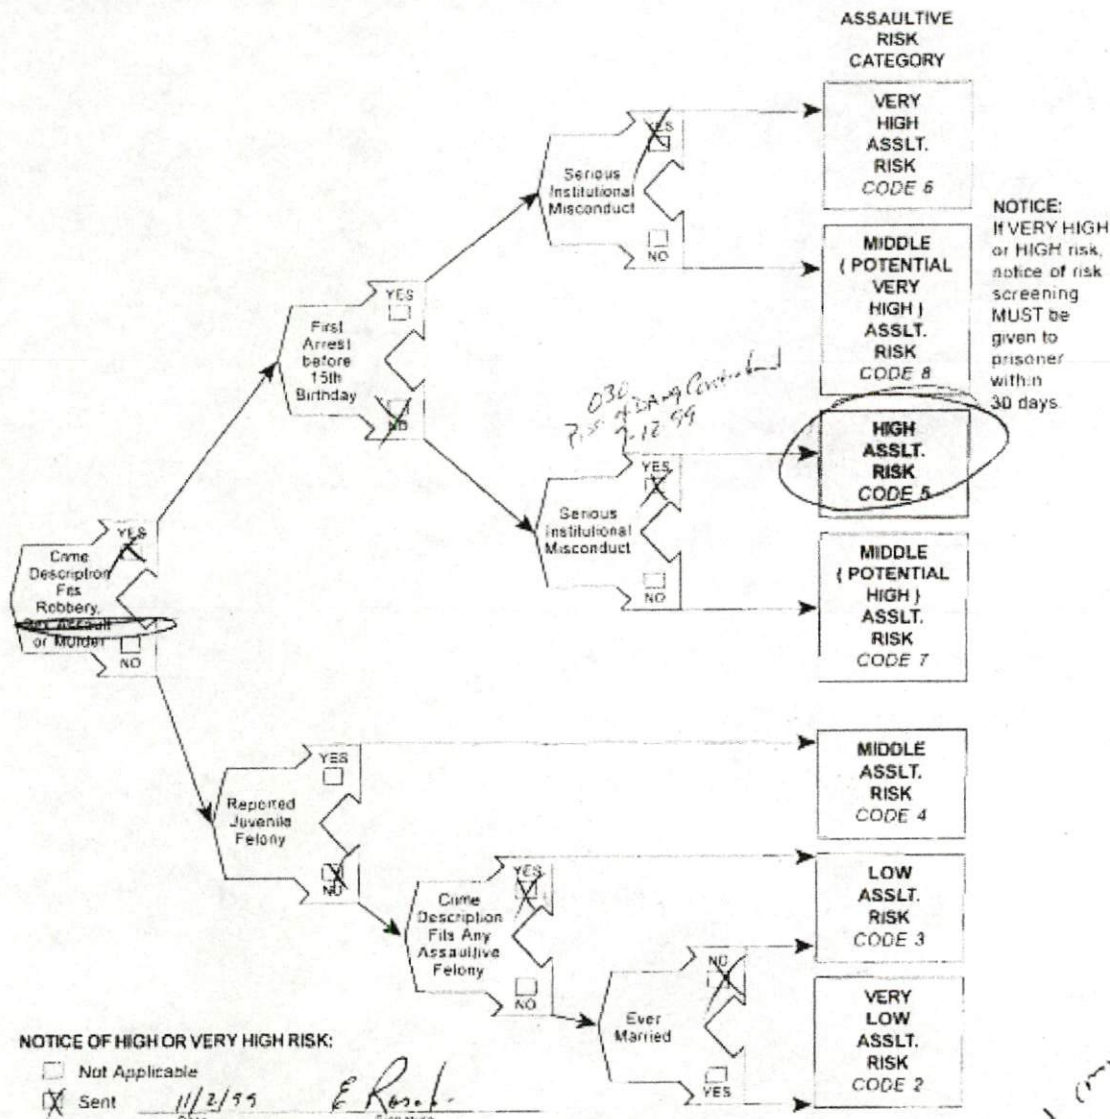 ASSAULTIVE
RISK
CATEGORY
VERY
HIGH
ASSLT.
RISK
CODE 6
YES
Serious
Institutional
Misconduct
NO
NOTICE:
If VERY HIGH
or HIGH risk,
notice of risk
screening
MUST be
given to
prisoner
within
30 days.
MIDDLE
( POTENTIAL
VERY
HIGH )
ASSLT.
RISK
CODE 8
YES
First
Arrest
before
15th
Birthday
NO
030
Contraband
HIGH
ASSLT.
RISK
CODE 5
YES
Serious
Institutional
Misconduct
NO
MIDDLE
( POTENTIAL
HIGH )
ASSLT.
RISK
CODE 7
YES
Crime
Description
Fits
Robbery,
Sex Assault
or Murder
NO
MIDDLE
ASSLT.
RISK
CODE 4
YES
Reported
Juvenile
Felony
NO
LOW
ASSLT.
RISK
CODE 3
YES
Crime
Description
Fits Any
Assaultive
Felony
NO
NO
Ever
Married
YES
VERY
LOW
ASSLT.
RISK
CODE 2
NOTICE OF HIGH OR VERY HIGH RISK:
Not Applicable
Sent 11/2/99